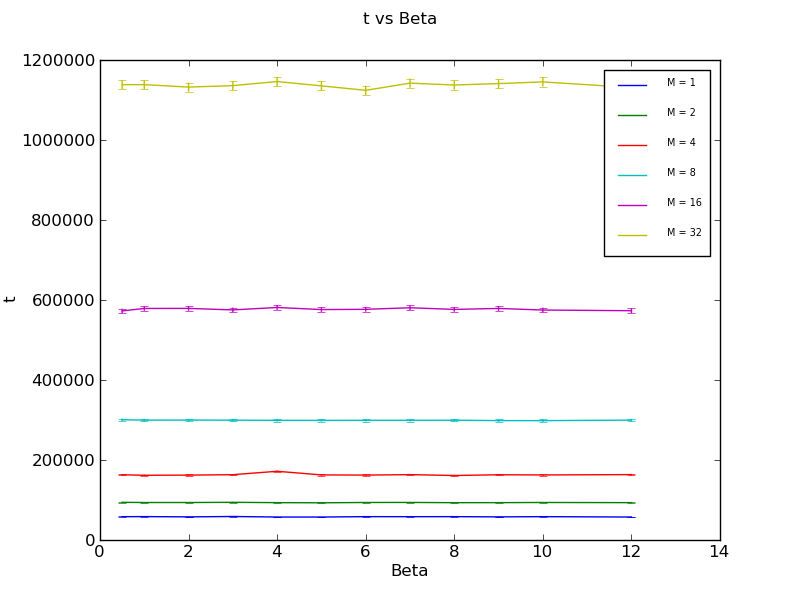 t vs Beta
1200000
1000000
800000
600000
400000
200000
0
t
0 2 4 6 8 10 12 14
Beta
M = 1
M = 2
M = 4
M = 8
M = 16
M = 32